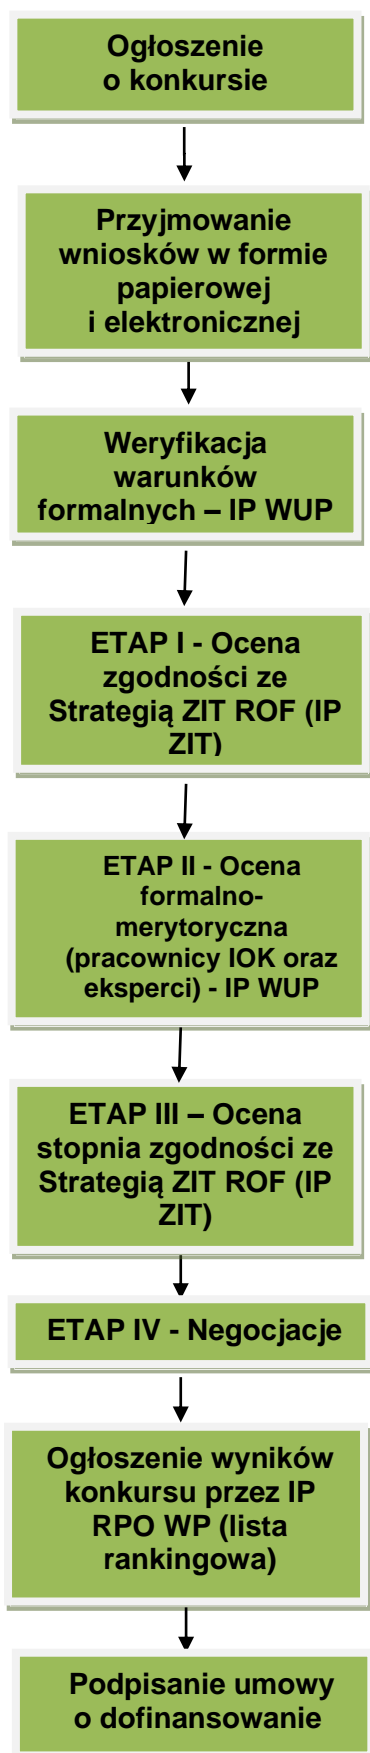 Ogłoszenie
o konkursie
Przyjmowanie
wniosków w formie
papierowej
i elektronicznej
Weryfikacja
warunków
formalnych – IP WUP
ETAP I - Ocena
zgodności ze
Strategią ZIT ROF (IP
ZIT)
ETAP II - Ocena
formalno-
merytoryczna
(pracownicy IOK oraz
eksperci) - IP WUP
ETAP III – Ocena
stopnia zgodności ze
Strategią ZIT ROF (IP
ZIT)
ETAP IV - Negocjacje
Ogłoszenie wyników
konkursu przez IP
RPO WP (lista
rankingowa)
Podpisanie umowy
o dofinansowanie